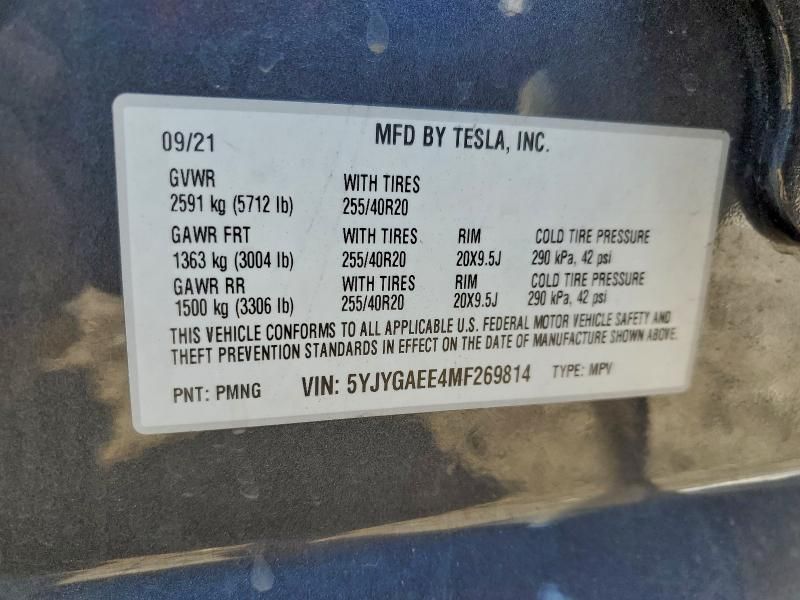 09/21 MFD BY TESLA, INC.
GVWR WITH TIRES
2591 kg (5712 lb) 255/40R20
GAWR FRT WITH TIRES RIM COLD TIRE PRESSURE
1363 kg (3004 lb) 255/40R20 20X9.5J 290 kPa, 42 psi
GAWR RR WITH TIRES RIM COLD TIRE PRESSURE
1500 kg (3306 lb) 255/40R20 20X9.5J 290 kPa, 42 psi
THIS VEHICLE CONFORMS TO ALL APPLICABLE U.S. FEDERAL MOTOR VEHICLE SAFETY AND
THEFT PREVENTION STANDARDS IN EFFECT ON THE DATE OF MANUFACTURE SHOWN ABOVE.
PNT: PMNG VIN: 5YJYGAEE4MF269814 TYPE: MPV